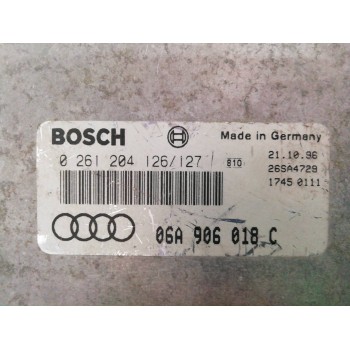 BOSCH
Made in Germany
0 261 204 126/127 810
21.10.96
26SA4729
1745 0111
06A 906 018 C